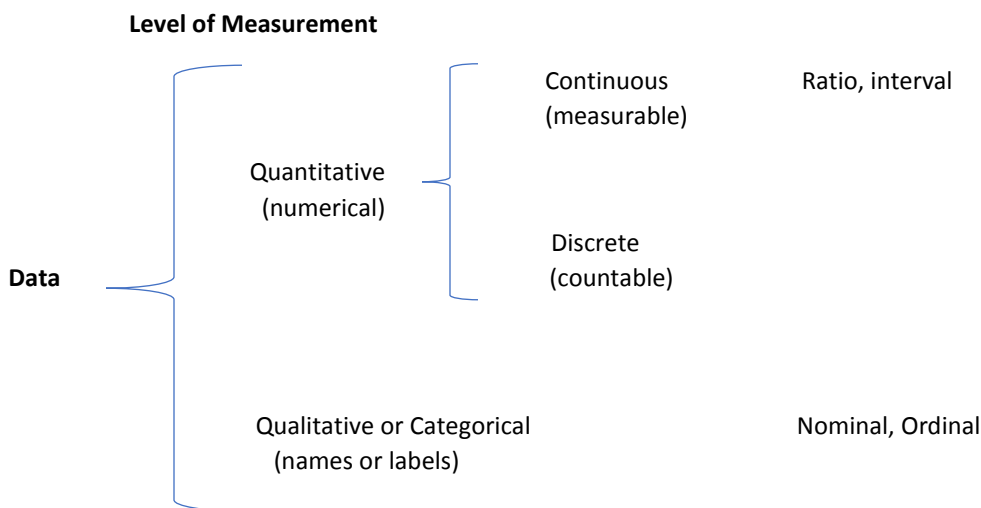 Level of Measurement
Continuous
(measurable)
Ratio, interval
Quantitative
(numerical)
Discrete
(countable)
Data
Qualitative or Categorical
(names or labels)
Nominal, Ordinal